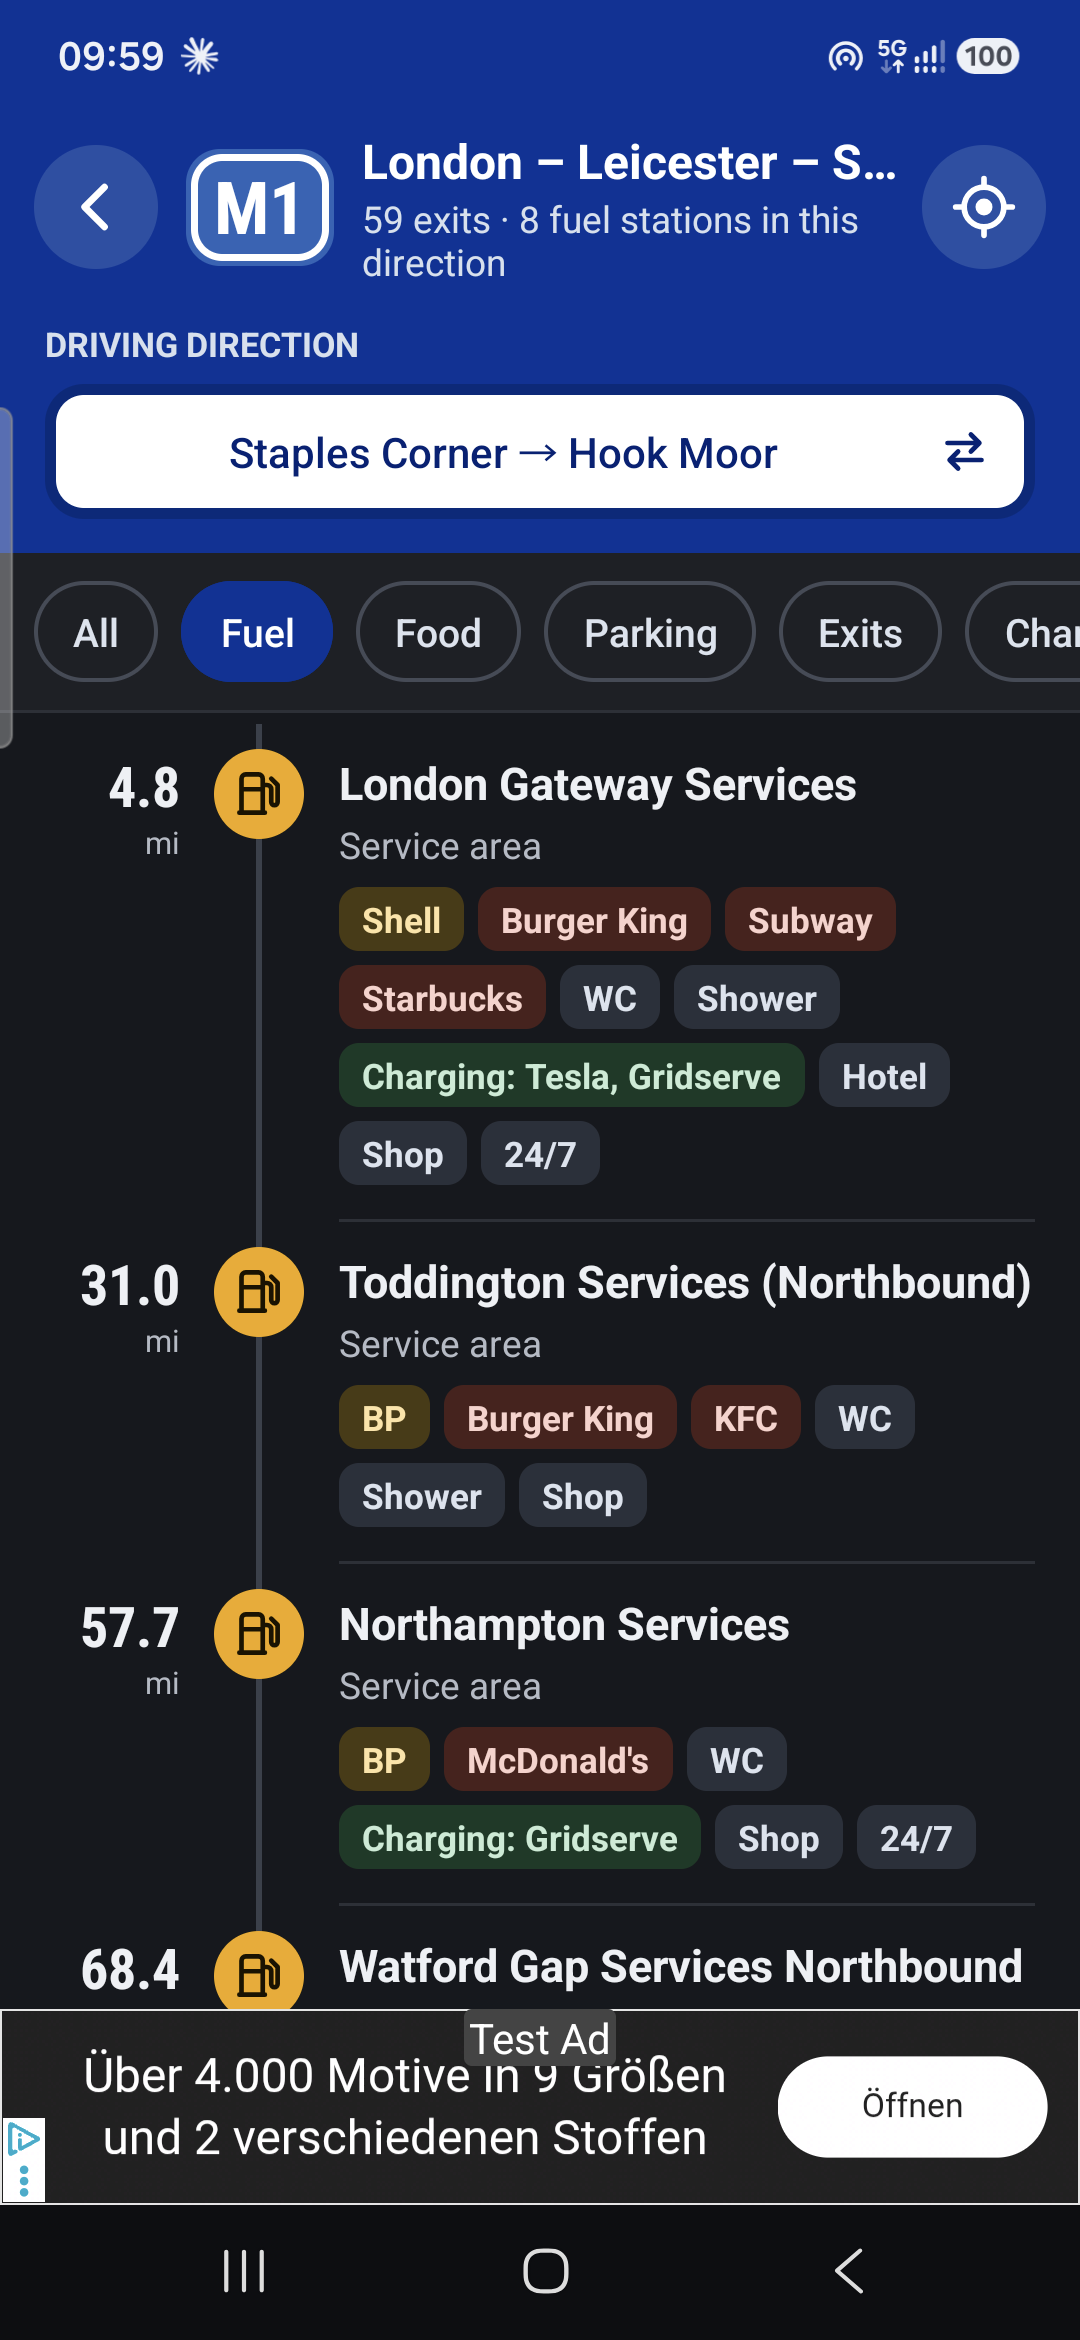 09:59
5G
100
M1
London – Leicester – S...
59 exits · 8 fuel stations in this
direction
DRIVING DIRECTION
Staples Corner → Hook Moor
All Fuel Food Parking Exits Char
4.8
mi
London Gateway Services
Service area
Shell Burger King Subway
Starbucks WC Shower
Charging: Tesla, Gridserve Hotel
Shop 24/7
31.0
mi
Toddington Services (Northbound)
Service area
BP Burger King KFC WC
Shower Shop
57.7
mi
Northampton Services
Service area
BP McDonald's WC
Charging: Gridserve Shop 24/7
68.4
Watford Gap Services Northbound
Test Ad
Über 4.000 Motive in 9 Größen
und 2 verschiedenen Stoffen
Öffnen